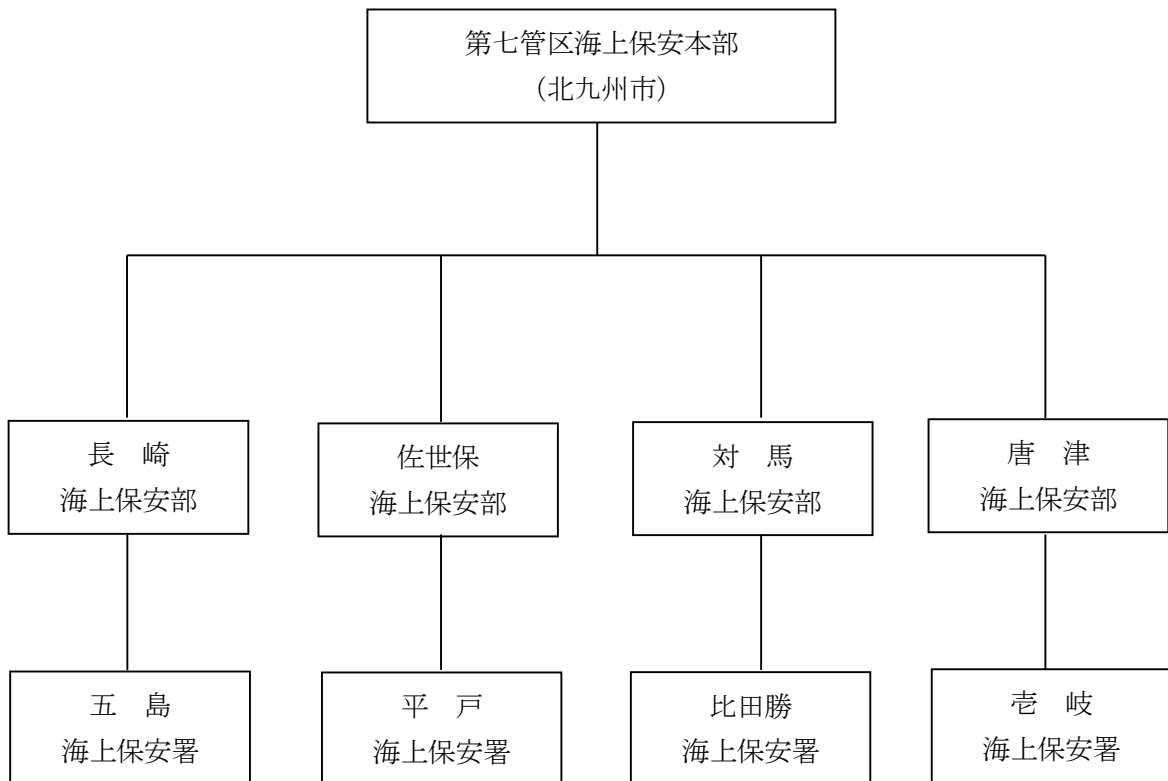 第七管区海上保安本部
（北九州市）
長　崎
海上保安部
佐世保
海上保安部
対　馬
海上保安部
唐　津
海上保安部
五　島
海上保安署
平　戸
海上保安署
比田勝
海上保安署
壱　岐
海上保安署